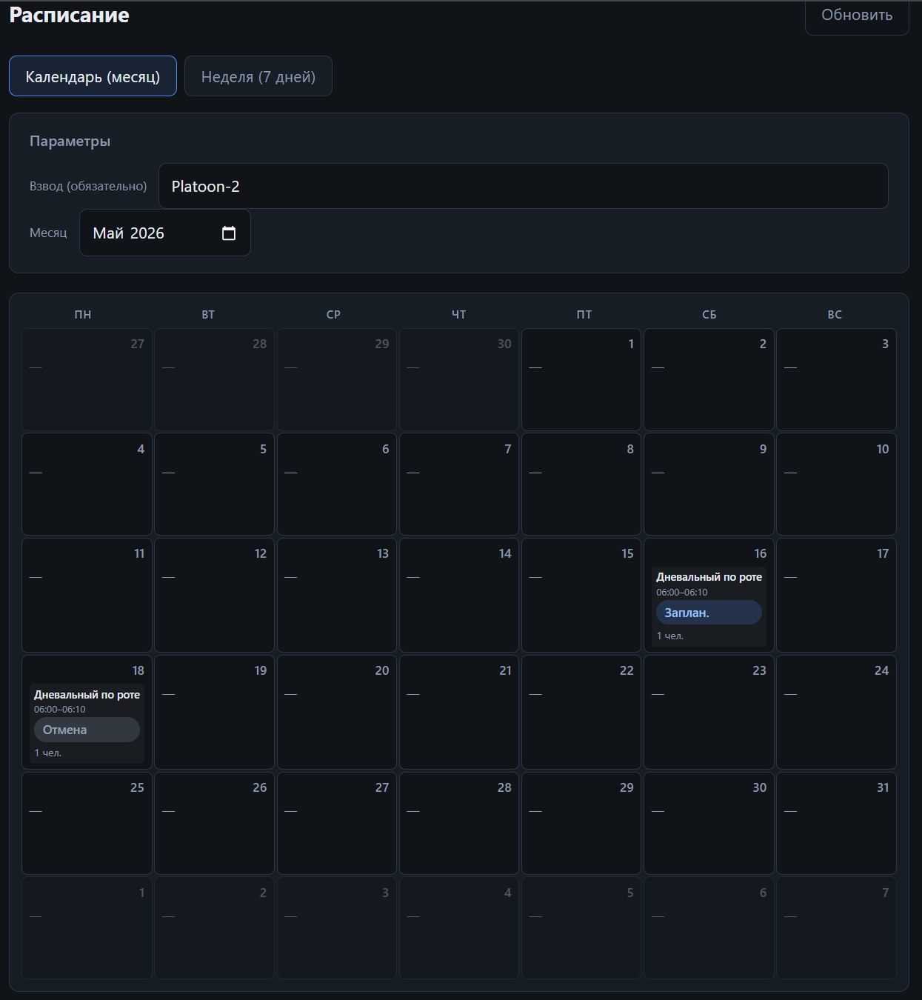 Расписание
Обновить
Календарь (месяц)
Неделя (7 дней)
Параметры
Взвод (обязательно)
Platoon-2
Месяц
Май 2026
ПН ВТ СР ЧТ ПТ СБ ВС
27 28 29 30 1 2 3
— — — — — — —
4 5 6 7 8 9 10
— — — — — — —
11 12 13 14 15 16 17
— — — — — Дневальный по роте —
06:00–06:10
Заплан.
1 чел.
18 19 20 21 22 23 24
Дневальный по роте — — — — — —
06:00–06:10
Отмена
1 чел.
25 26 27 28 29 30 31
— — — — — — —
1 2 3 4 5 6 7
— — — — — — —